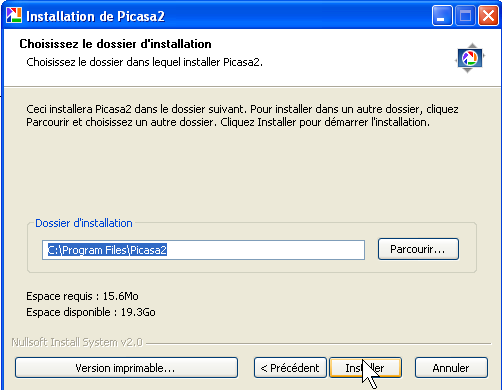 Installation de Picasa2
Choisissez le dossier d'installation
Choisissez le dossier dans lequel installer Picasa2.
Ceci installera Picasa2 dans le dossier suivant. Pour installer dans un autre dossier, cliquez
Parcourir et choisissez un autre dossier. Cliquez Installer pour démarrer l'installation.
Dossier d'installation
C:\Program Files\Picasa2
Parcourir...
Espace requis : 15.6Mo
Espace disponible : 19.3Go
Nullsoft Install System v2.0
Version imprimable...
< Précédent
Installer
Annuler